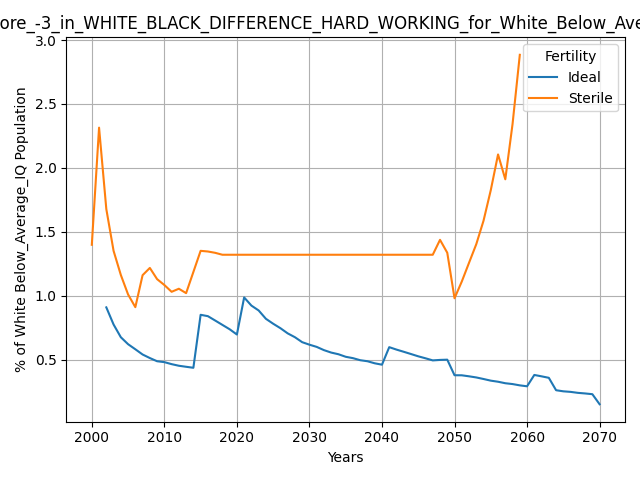 ore_-3_in_WHITE_BLACK_DIFFERENCE_HARD_WORKING_for_White_Below_Ave
Fertility
Ideal
Sterile
% of White Below_Average_IQ Population
3.0
2.5
2.0
1.5
1.0
0.5
2000 2010 2020 2030 2040 2050 2060 2070
Years